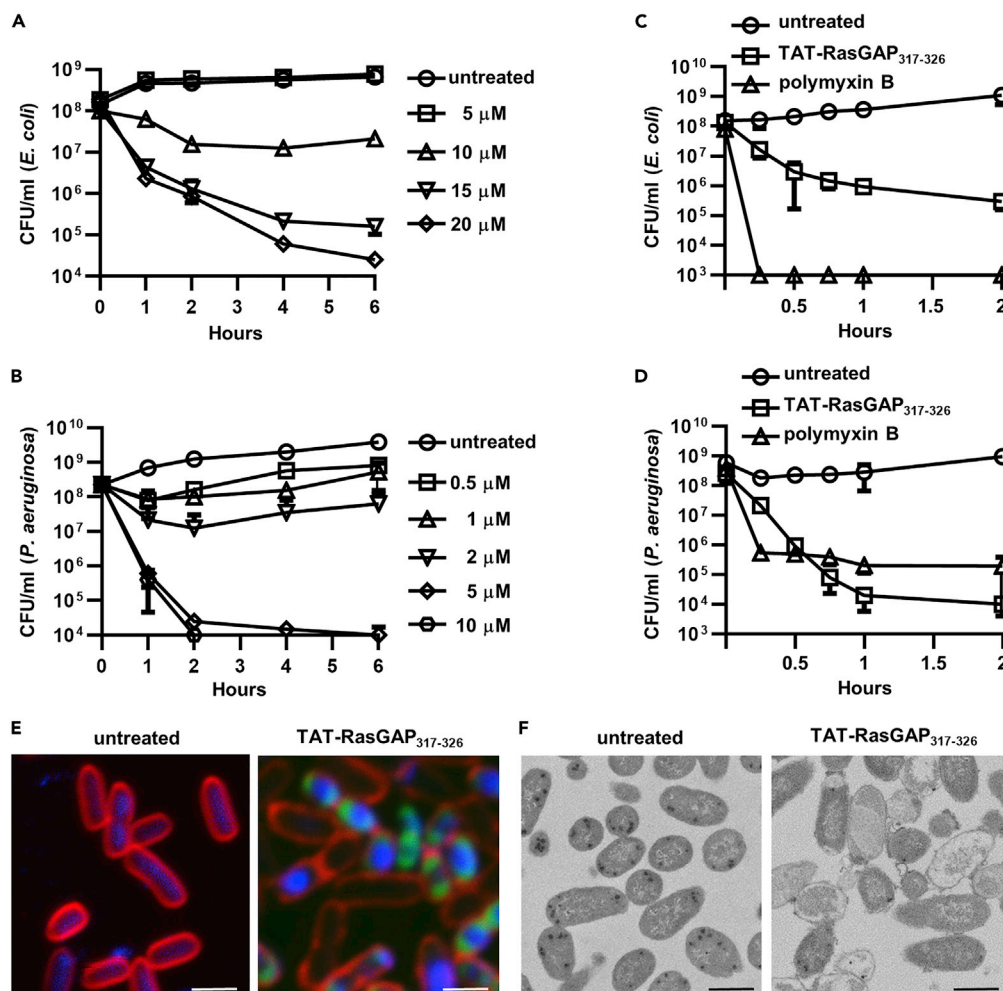 A
10⁹
10⁸
10⁷
10⁶
10⁵
10⁴
CFU/ml (E. coli)
0 1 2 3 4 5 6
Hours
untreated
5 μM
10 μM
15 μM
20 μM
C
untreated
TAT-RasGAP₃₁₇₋₃₂₆
polymyxin B
10¹⁰
10⁹
10⁸
10⁷
10⁶
10⁵
10³
CFU/ml (E. coli)
0.5 1 1.5 2
Hours
B
10¹⁰
10⁹
10⁸
10⁷
10⁶
10⁵
10⁴
CFU/ml (P. aeruginosa)
0 1 2 3 4 5 6
Hours
untreated
0.5 μM
1 μM
2 μM
5 μM
10 μM
D
untreated
TAT-RasGAP₃₁₇₋₃₂₆
polymyxin B
10¹⁰
10⁹
10⁸
10⁷
10⁶
10⁵
10⁴
10³
CFU/ml (P. aeruginosa)
0.5 1 1.5 2
Hours
E
untreated
TAT-RasGAP₃₁₇₋₃₂₆
F
untreated
TAT-RasGAP₃₁₇₋₃₂₆